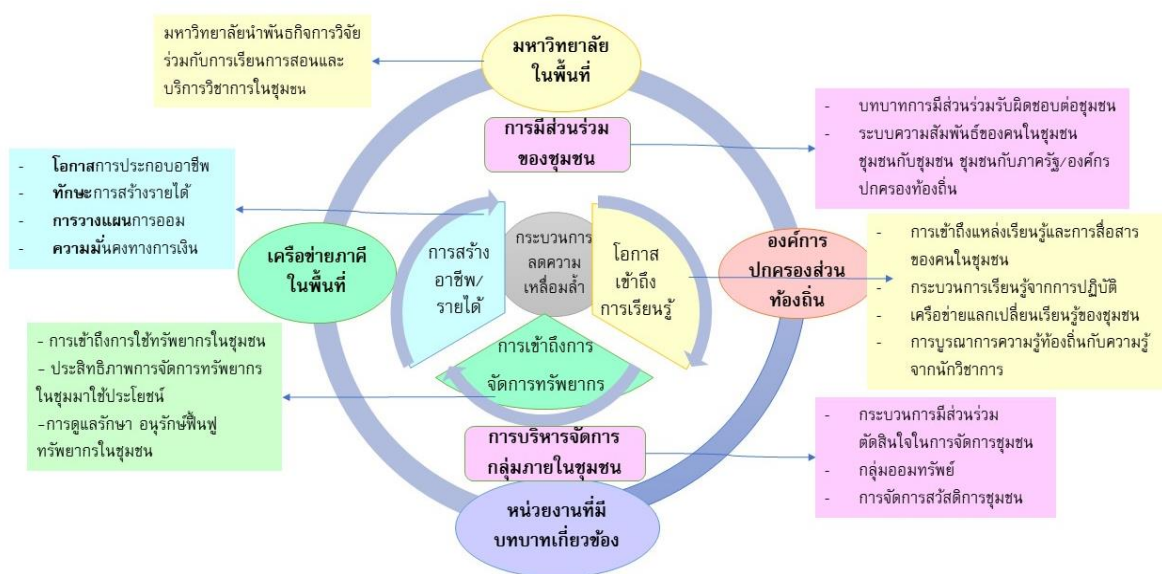 มหาวิทยาลัยนำพันธกิจการวิจัย
ร่วมกับการเรียนการสอนและ
บริการวิชาการในชุมชน
มหาวิทยาลัย
ในพื้นที่
การมีส่วนร่วม
ของชุมชน
- บทบาทการมีส่วนร่วมรับผิดชอบต่อชุมชน
- ระบบความสัมพันธ์ของคนในชุมชน
ชุมชนกับชุมชน ชุมชนกับภาครัฐ/องค์กร
ปกครองท้องถิ่น
- โอกาสการประกอบอาชีพ
- ทักษะการสร้างรายได้
- การวางแผนการออม
- ความมั่นคงทางการเงิน
เครือข่ายภาคี
ในพื้นที่
การสร้าง
อาชีพ/
รายได้
กระบวนการ
ลดความ
เหลื่อมล้ำ
โอกาส
เข้าถึง
การเรียนรู้
องค์การ
ปกครองส่วน
ท้องถิ่น
- การเข้าถึงแหล่งเรียนรู้และการสื่อสาร
ของคนในชุมชน
- กระบวนการเรียนรู้จากการปฏิบัติ
- เครือข่ายแลกเปลี่ยนเรียนรู้ของชุมชน
- การบูรณาการความรู้ท้องถิ่นกับความรู้
จากนักวิชาการ
- การเข้าถึงการใช้ทรัพยากรในชุมชน
- ประสิทธิภาพการจัดการทรัพยากร
ในชุมมาใช้ประโยชน์
-การดูแลรักษา อนุรักษ์ฟื้นฟู
ทรัพยากรในชุมชน
การเข้าถึงการ
จัดการทรัพยากร
การบริหารจัดการ
กลุ่มภายในชุมชน
- กระบวนการมีส่วนร่วม
ตัดสินใจในการจัดการชุมชน
- กลุ่มออมทรัพย์
- การจัดการสวัสดิการชุมชน
หน่วยงานที่มี
บทบาทเกี่ยวข้อง